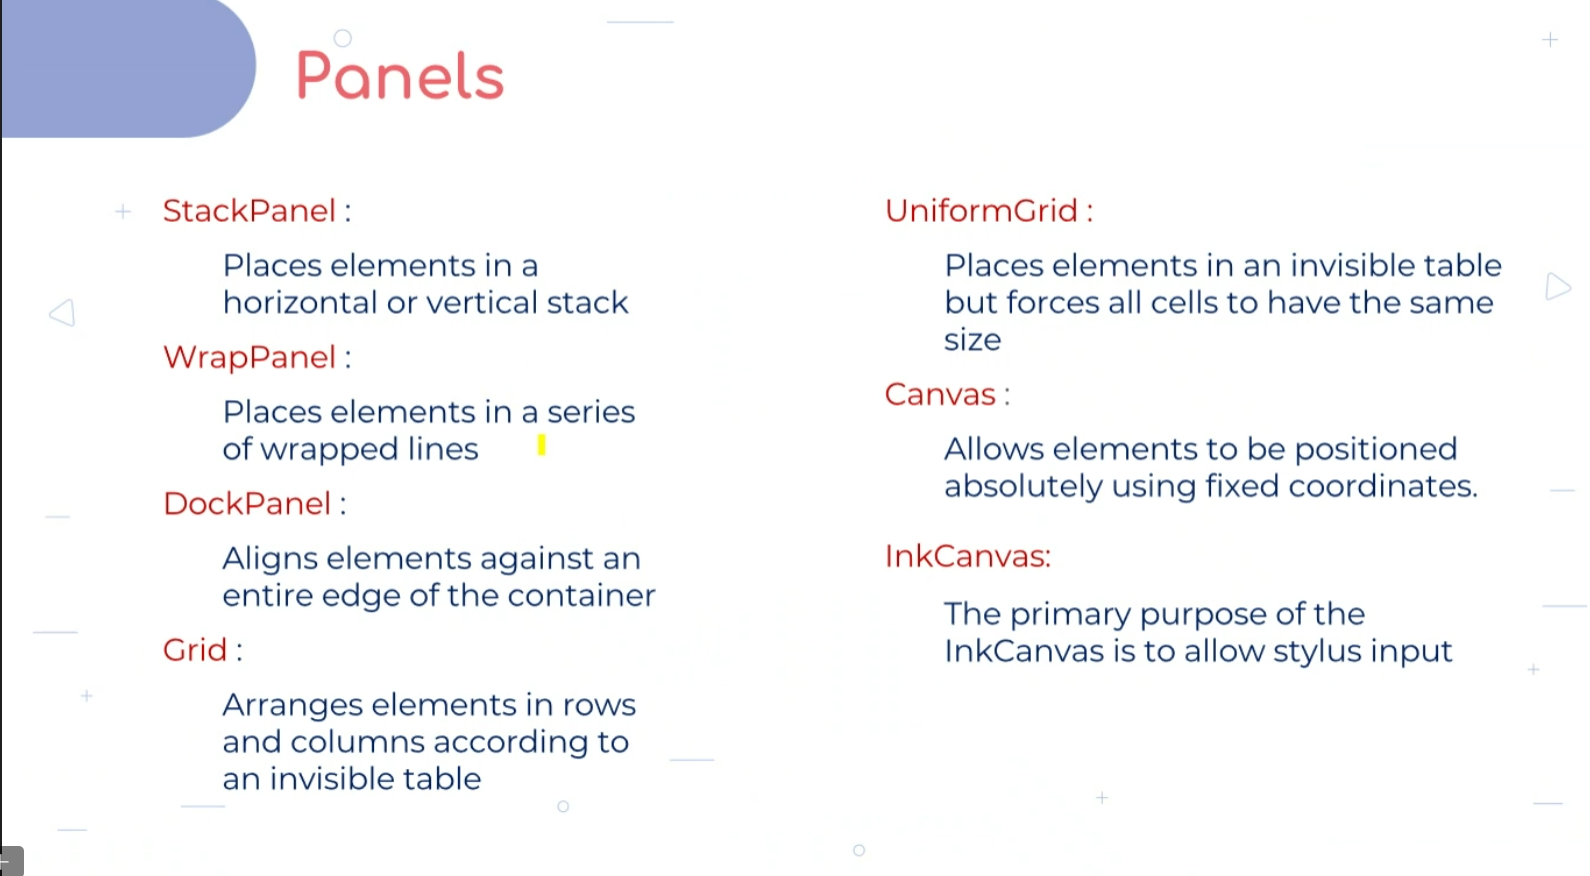 Panels
StackPanel :
Places elements in a
horizontal or vertical stack
WrapPanel :
Places elements in a series
of wrapped lines
DockPanel :
Aligns elements against an
entire edge of the container
Grid :
Arranges elements in rows
and columns according to
an invisible table
UniformGrid :
Places elements in an invisible table
but forces all cells to have the same
size
Canvas :
Allows elements to be positioned
absolutely using fixed coordinates.
InkCanvas:
The primary purpose of the
InkCanvas is to allow stylus input